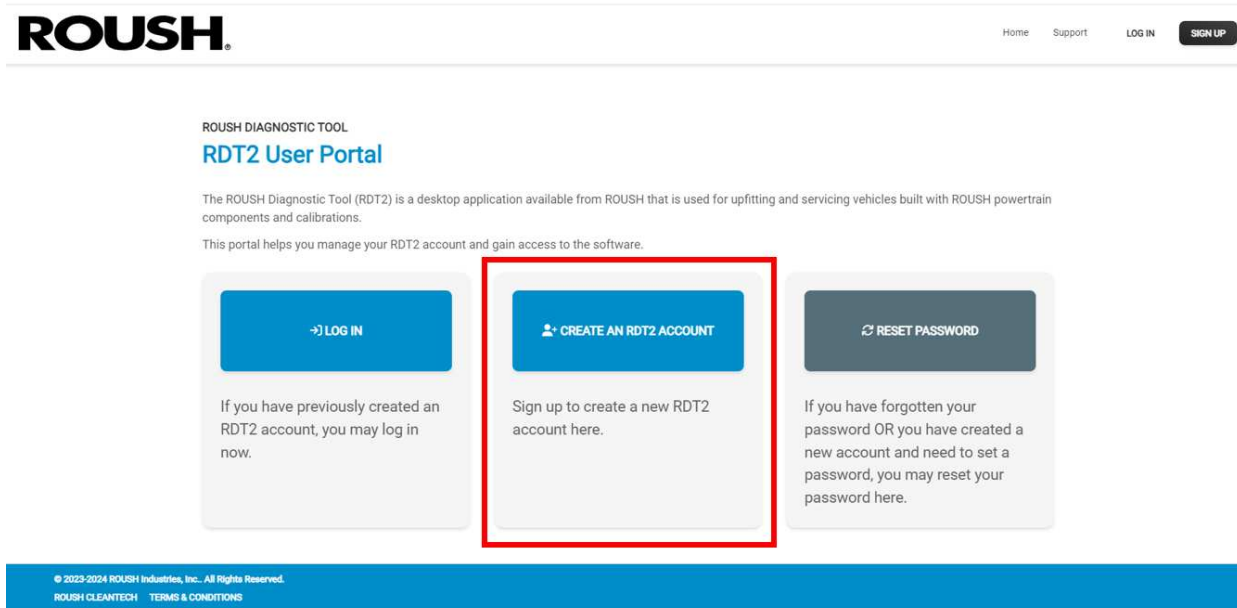 ROUSH®
Home Support LOG IN SIGN UP
ROUSH DIAGNOSTIC TOOL
RDT2 User Portal
The ROUSH Diagnostic Tool (RDT2) is a desktop application available from ROUSH that is used for upfitting and servicing vehicles built with ROUSH powertrain
components and calibrations.
This portal helps you manage your RDT2 account and gain access to the software.
LOG IN
If you have previously created an
RDT2 account, you may log in
now.
CREATE AN RDT2 ACCOUNT
Sign up to create a new RDT2
account here.
RESET PASSWORD
If you have forgotten your
password OR you have created a
new account and need to set a
password, you may reset your
password here.
© 2023-2024 ROUSH Industries, Inc.. All Rights Reserved.
ROUSH CLEANTECH TERMS & CONDITIONS